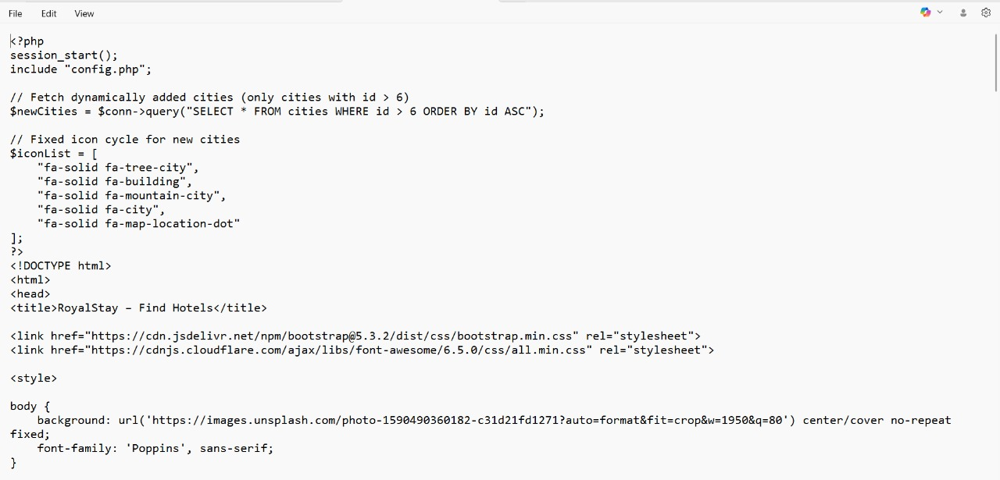 File Edit View
<?php
session_start();
include "config.php";
// Fetch dynamically added cities (only cities with id > 6)
$newCities = $conn->query("SELECT * FROM cities WHERE id > 6 ORDER BY id ASC");
// Fixed icon cycle for new cities
$iconList = [
    "fa-solid fa-tree-city",
    "fa-solid fa-building",
    "fa-solid fa-mountain-city",
    "fa-solid fa-city",
    "fa-solid fa-map-location-dot"
];
?>
<!DOCTYPE html>
<html>
<head>
<title>RoyalStay – Find Hotels</title>
<link href="https://cdn.jsdelivr.net/npm/bootstrap@5.3.2/dist/css/bootstrap.min.css" rel="stylesheet">
<link href="https://cdnjs.cloudflare.com/ajax/libs/font-awesome/6.5.0/css/all.min.css" rel="stylesheet">
<style>
body {
    background: url('https://images.unsplash.com/photo-1590490360182-c31d21fd1271?auto=format&fit=crop&w=1950&q=80') center/cover no-repeat
fixed;
    font-family: 'Poppins', sans-serif;
}